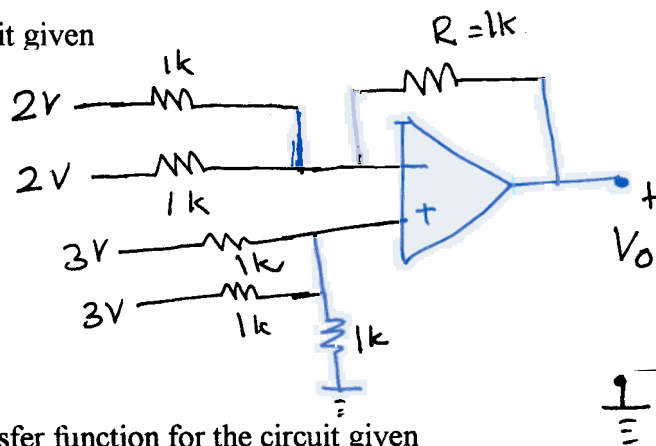 it given
R = 1k
1k
2V
2V
1k
-
+
3V
1k
3V
1k
1k
+
Vo
sfer function for the circuit given